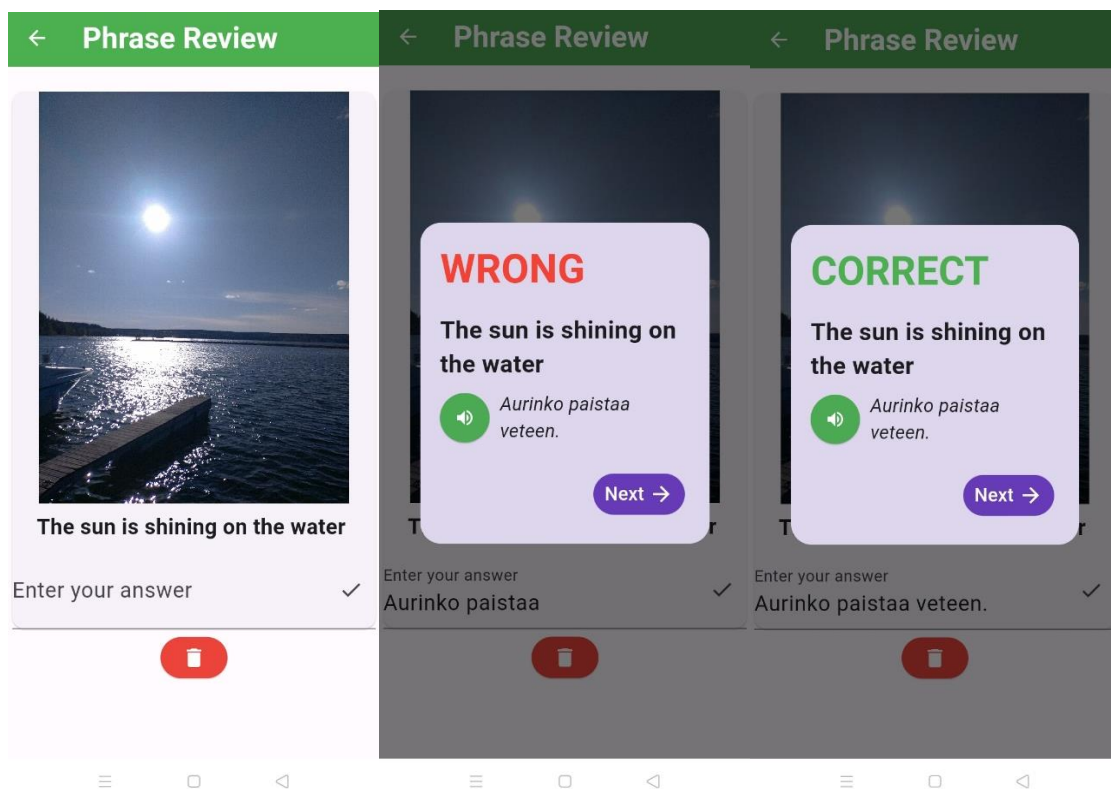 Phrase Review
The sun is shining on the water
Enter your answer
Phrase Review
WRONG
The sun is shining on
the water
Aurinko paistaa
veteen.
Next →
T r
Enter your answer
Aurinko paistaa
Phrase Review
CORRECT
The sun is shining on
the water
Aurinko paistaa
veteen.
Next →
T r
Enter your answer
Aurinko paistaa veteen.